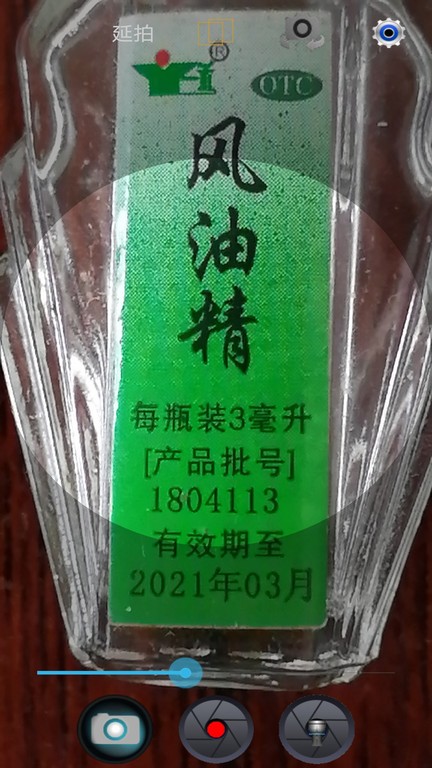 延拍
®
OTC
风
油
精
每瓶装3毫升
[产品批号]
1804113
有效期至
2021年03月